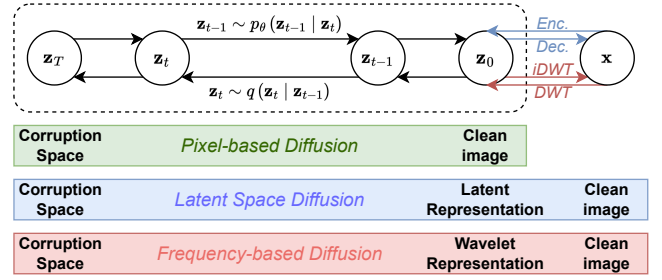 z_{t-1} ∼ p_θ (z_{t-1} | z_t)
Enc.
Dec.
z_T
z_t
z_{t-1}
z_0
x
iDWT
DWT
z_t ∼ q (z_t | z_{t-1})
Corruption
Space
Pixel-based Diffusion
Clean
image
Corruption
Space
Latent Space Diffusion
Latent
Representation
Clean
image
Corruption
Space
Frequency-based Diffusion
Wavelet
Representation
Clean
image